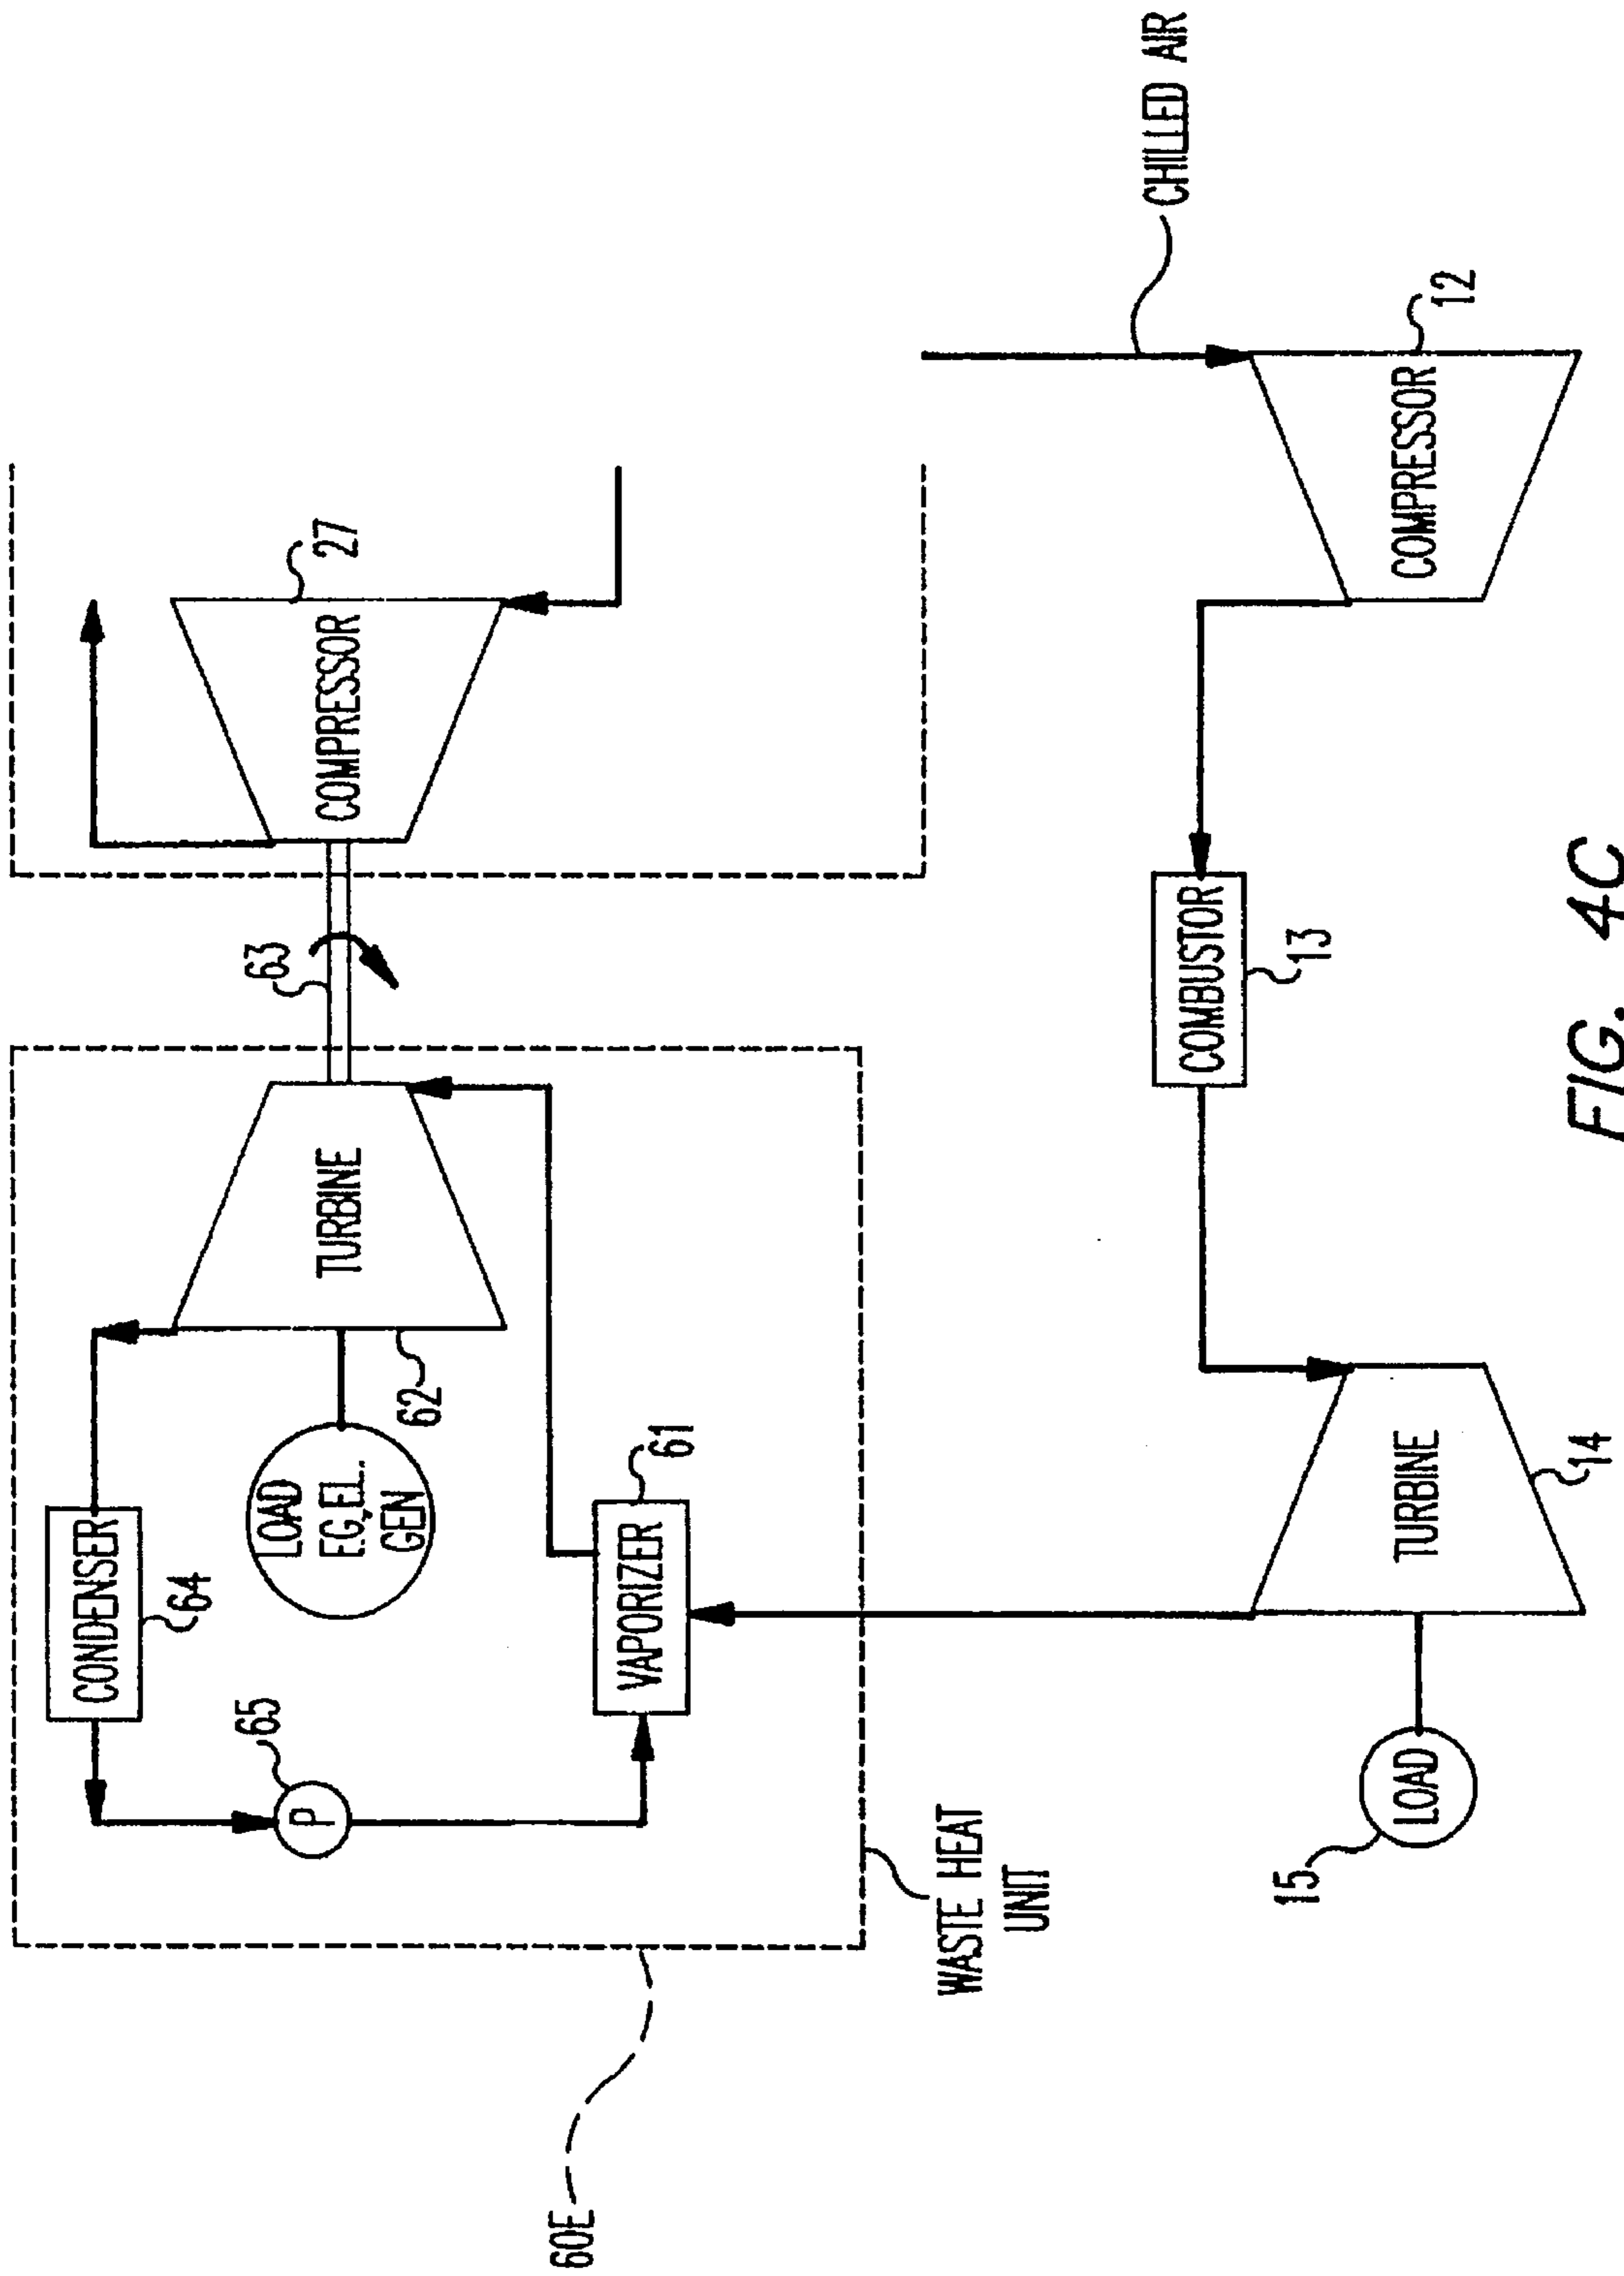 CONDENSER
64
65
P
LOAD
E.G., EL.
GEN
62
TURBINE
63
COMPRESSOR
27
60E
VAPORIZER
61
WASTE HEAT
UNIT
CHILLED AIR
COMBUSTOR
13
15
LOAD
TURBINE
14
COMPRESSOR
12
FIG. 4C